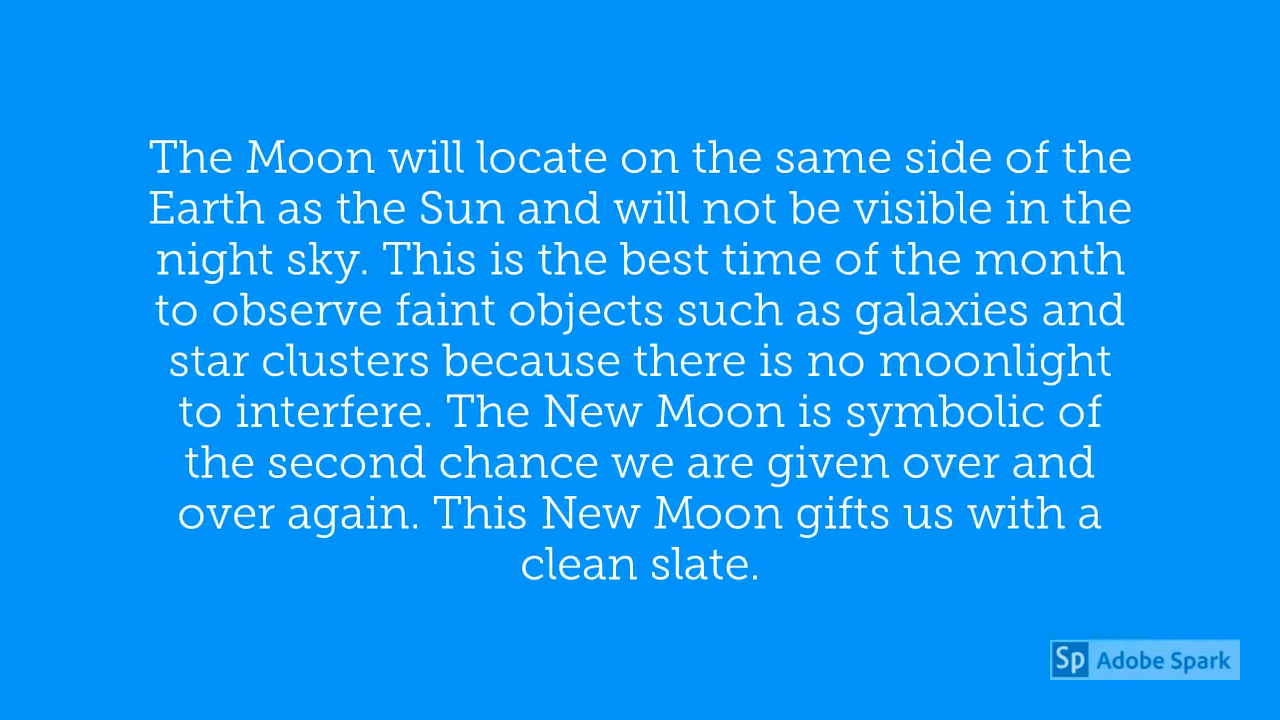 The Moon will locate on the same side of the
Earth as the Sun and will not be visible in the
night sky. This is the best time of the month
to observe faint objects such as galaxies and
star clusters because there is no moonlight
to interfere. The New Moon is symbolic of
the second chance we are given over and
over again. This New Moon gifts us with a
clean slate.
Sp Adobe Spark